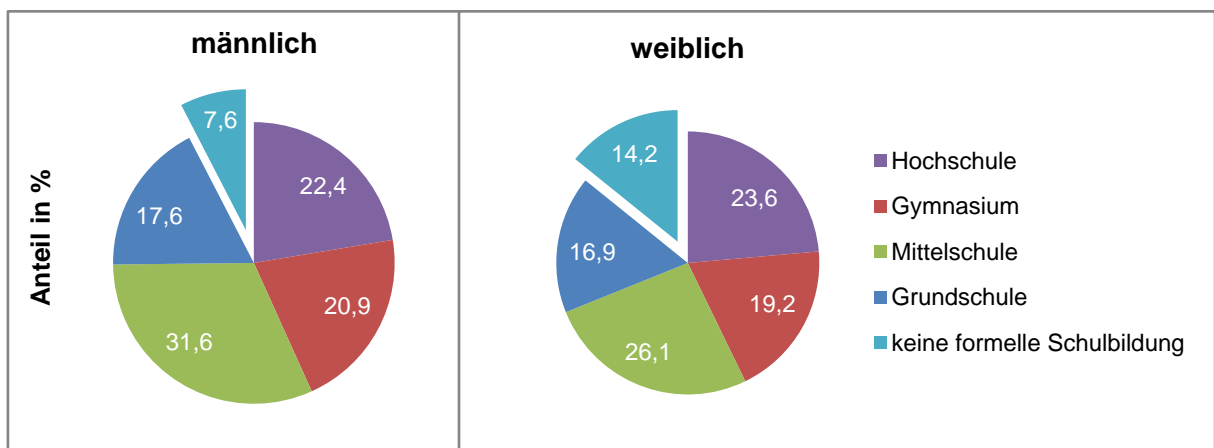 männlich
weiblich
Anteil in %
7,6
22,4
17,6
20,9
31,6
14,2
23,6
16,9
19,2
26,1
Hochschule
Gymnasium
Mittelschule
Grundschule
keine formelle Schulbildung